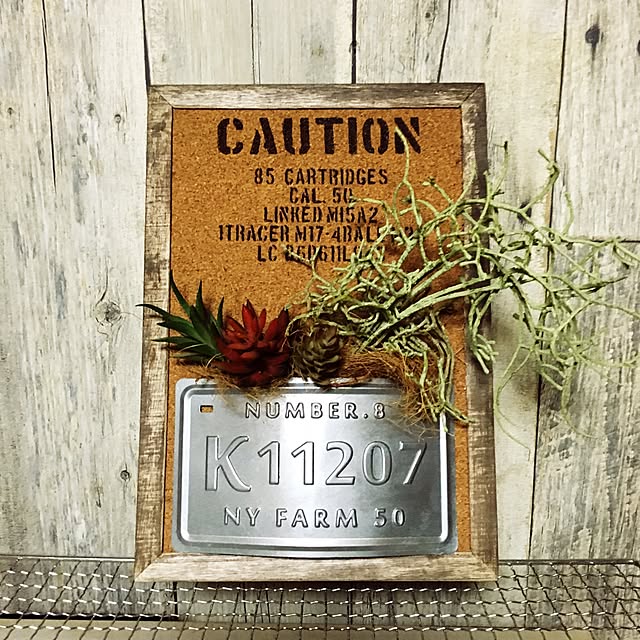 CAUTION
85 CARTRIDGES
CAL. 50
LINKED M15A2
1TRACER M17-4BALL
LC
NUMBER.8
K11207
NY FARM 50